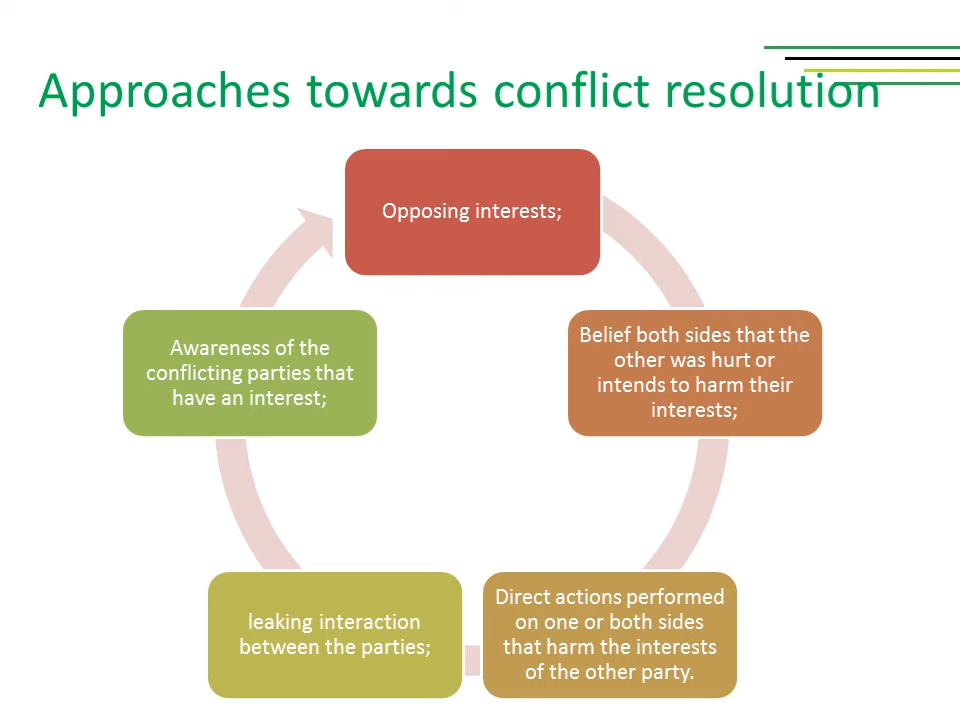 Approaches towards conflict resolution
Opposing interests;
Belief both sides that the
other was hurt or
intends to harm their
interests;
Direct actions performed
on one or both sides
that harm the interests
of the other party.
leaking interaction
between the parties;
Awareness of the
conflicting parties that
have an interest;